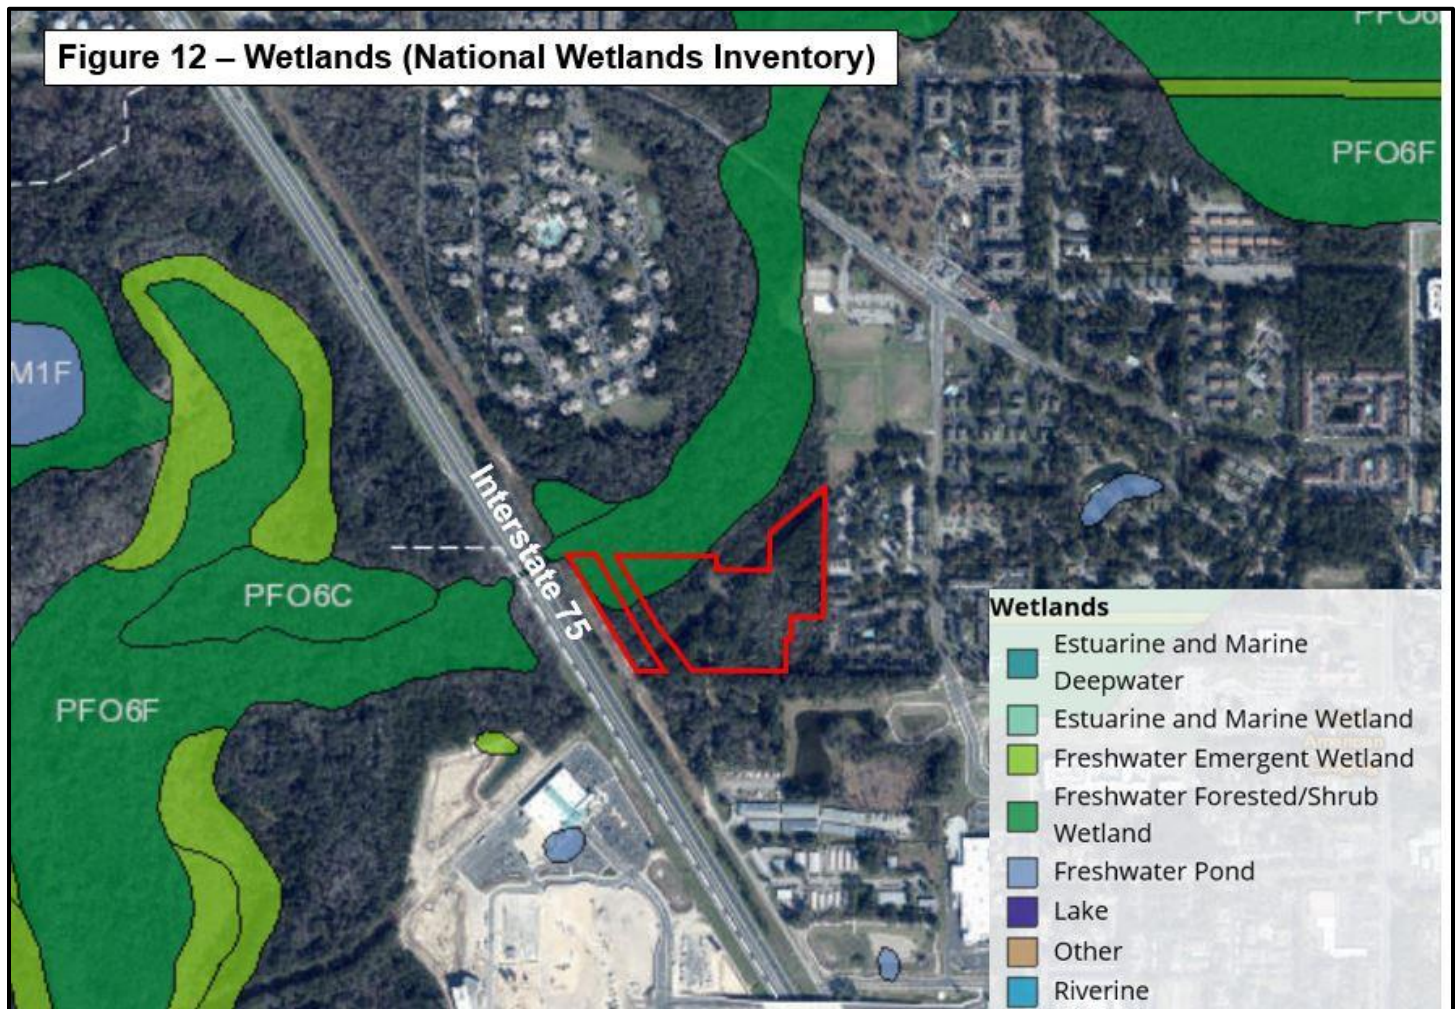 Figure 12 – Wetlands (National Wetlands Inventory)
PFO6F
M1F
Interstate 75
PFO6C
PFO6F
Wetlands
Estuarine and Marine
Deepwater
Estuarine and Marine Wetland
Freshwater Emergent Wetland
Freshwater Forested/Shrub
Wetland
Freshwater Pond
Lake
Other
Riverine